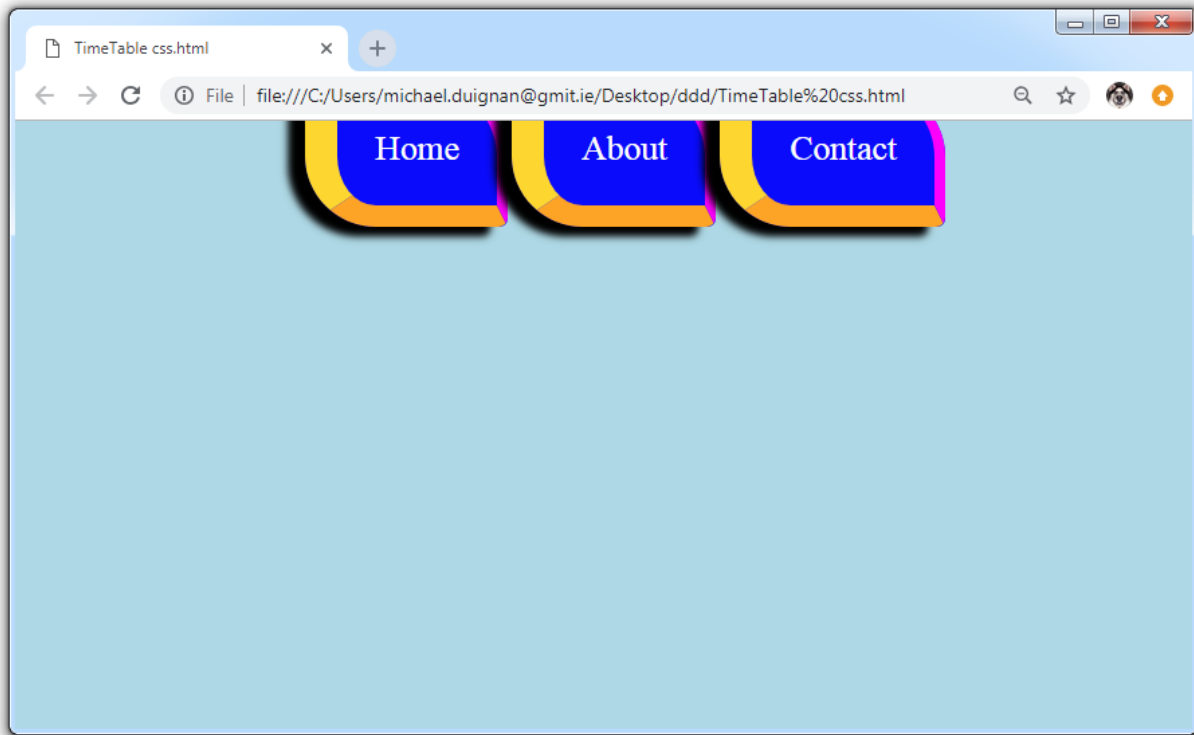 TimeTable css.html
File file:///C:/Users/michael.duignan@gmit.ie/Desktop/ddd/TimeTable%20css.html
Home About Contact